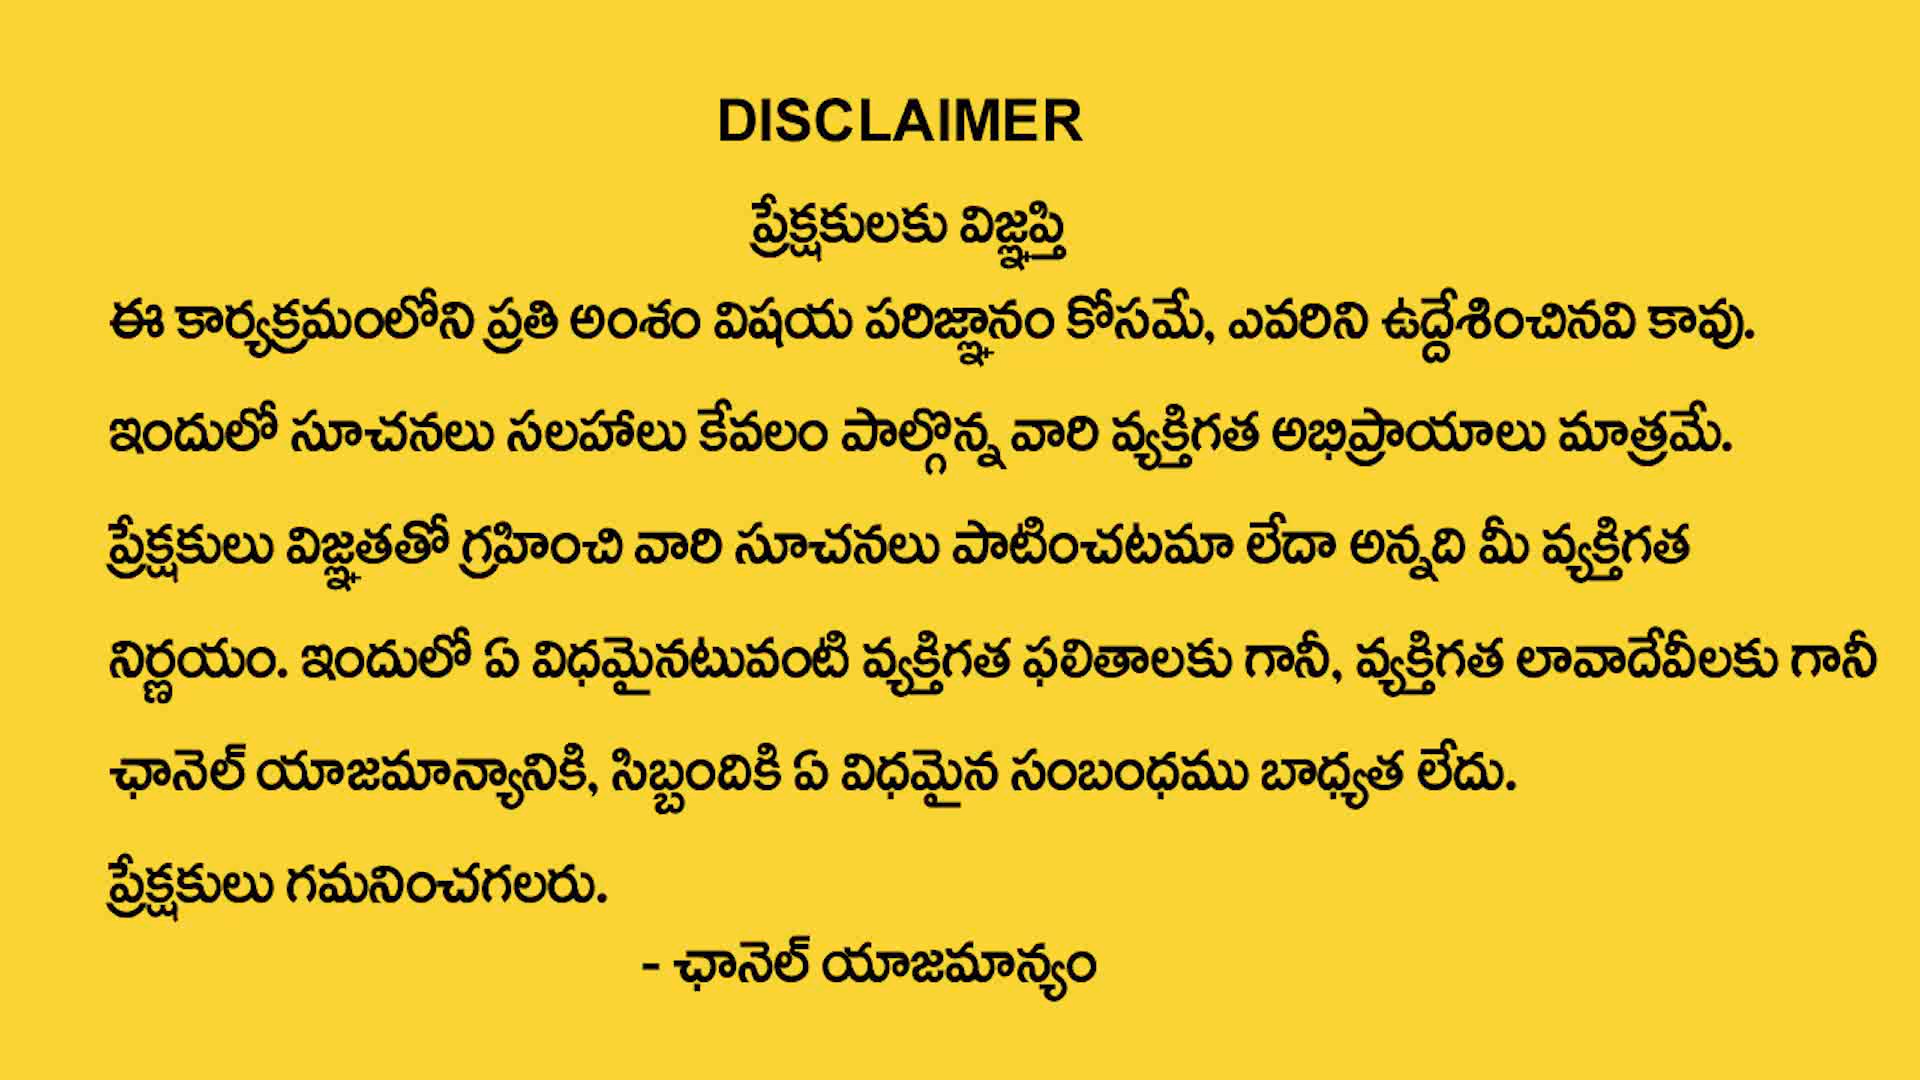 DISCLAIMER
ప్రేక్షకులకు విజ్ఞప్తి
ఈ కార్యక్రమంలోని ప్రతి అంశం విషయ పరిజ్ఞానం కోసమే, ఎవరిని ఉద్దేశించినవి కావు.
ఇందులో సూచనలు సలహాలు కేవలం పాల్గొన్న వారి వ్యక్తిగత అభిప్రాయాలు మాత్రమే.
ప్రేక్షకులు విజ్ఞతతో గ్రహించి వారి సూచనలు పాటించటమా లేదా అన్నది మీ వ్యక్తిగత
నిర్ణయం. ఇందులో ఏ విధమైనటువంటి వ్యక్తిగత ఫలితాలకు గానీ, వ్యక్తిగత లావాదేవీలకు గానీ
ఛానెల్ యాజమాన్యానికి, సిబ్బందికి ఏ విధమైన సంబంధము బాధ్యత లేదు.
ప్రేక్షకులు గమనించగలరు.
- ఛానెల్ యాజమాన్యం